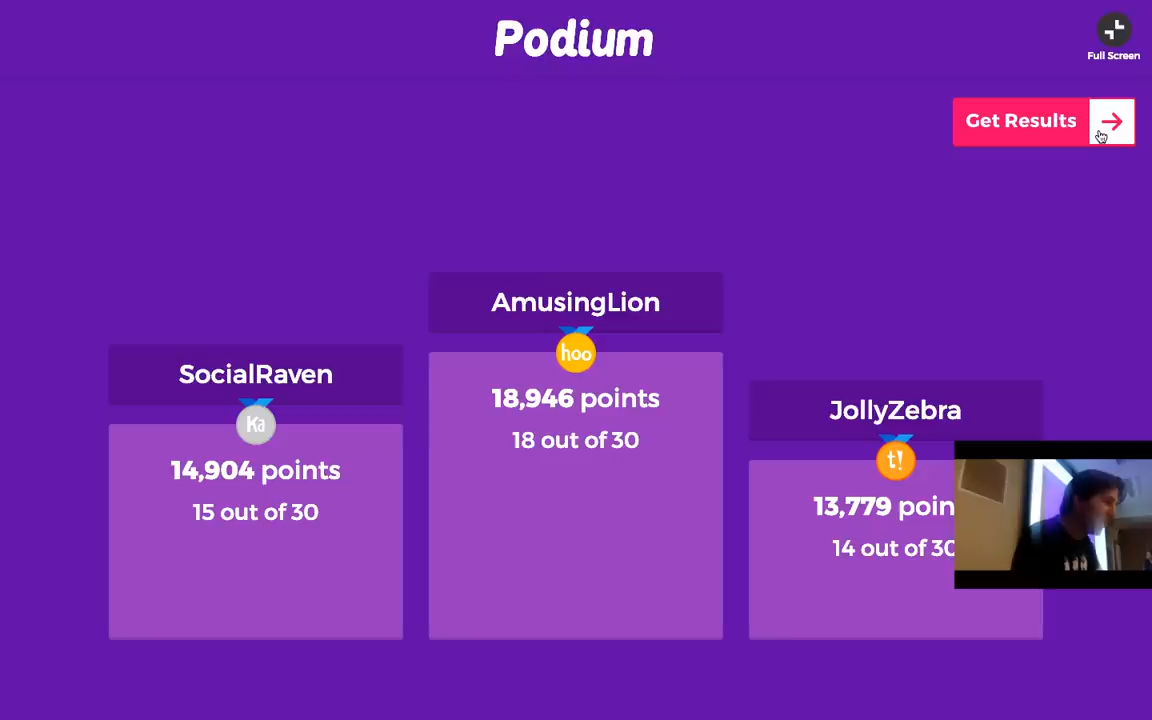 Podium
Full Screen
Get Results
AmusingLion
hoo
18,946 points
18 out of 30
SocialRaven
Ka
14,904 points
15 out of 30
JollyZebra
t!
13,779 poin
14 out of 30